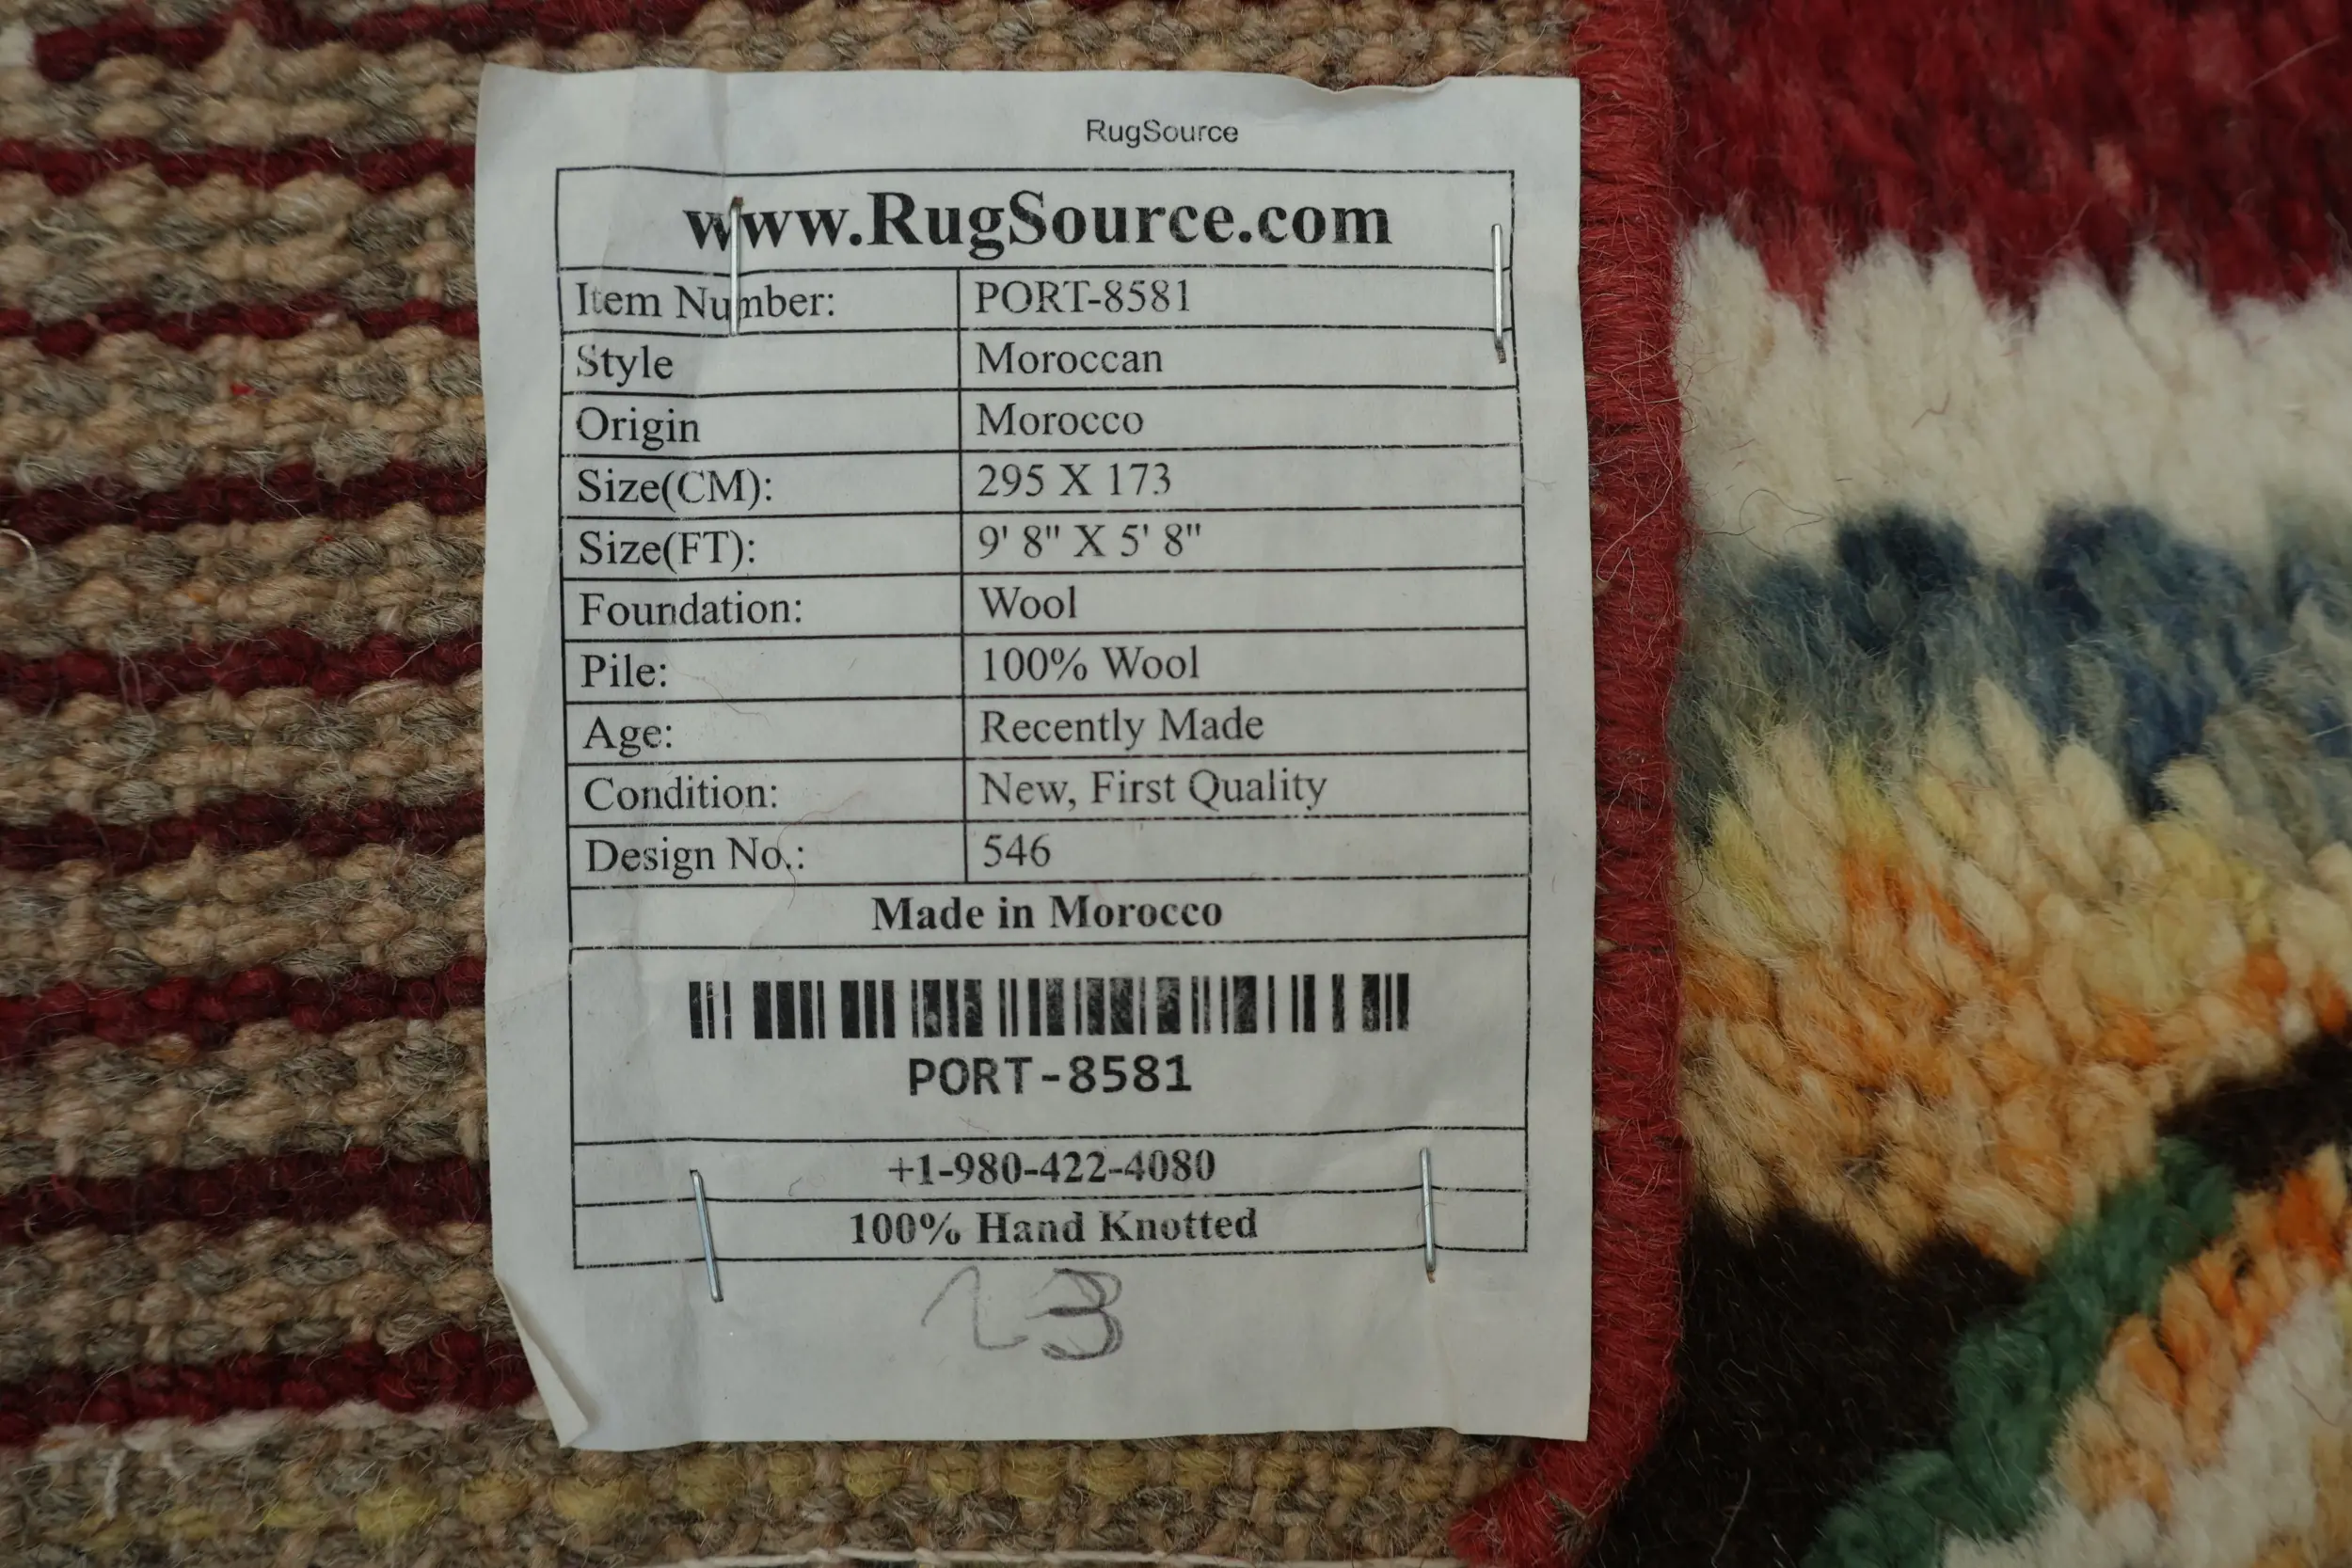 RugSource
www.RugSource.com
Item Number: PORT-8581
Style Moroccan
Origin Morocco
Size(CM): 295 X 173
Size(FT): 9' 8" X 5' 8"
Foundation: Wool
Pile: 100% Wool
Age: Recently Made
Condition: New, First Quality
Design No.: 546
Made in Morocco
PORT-8581
+1-980-422-4080
100% Hand Knotted
23